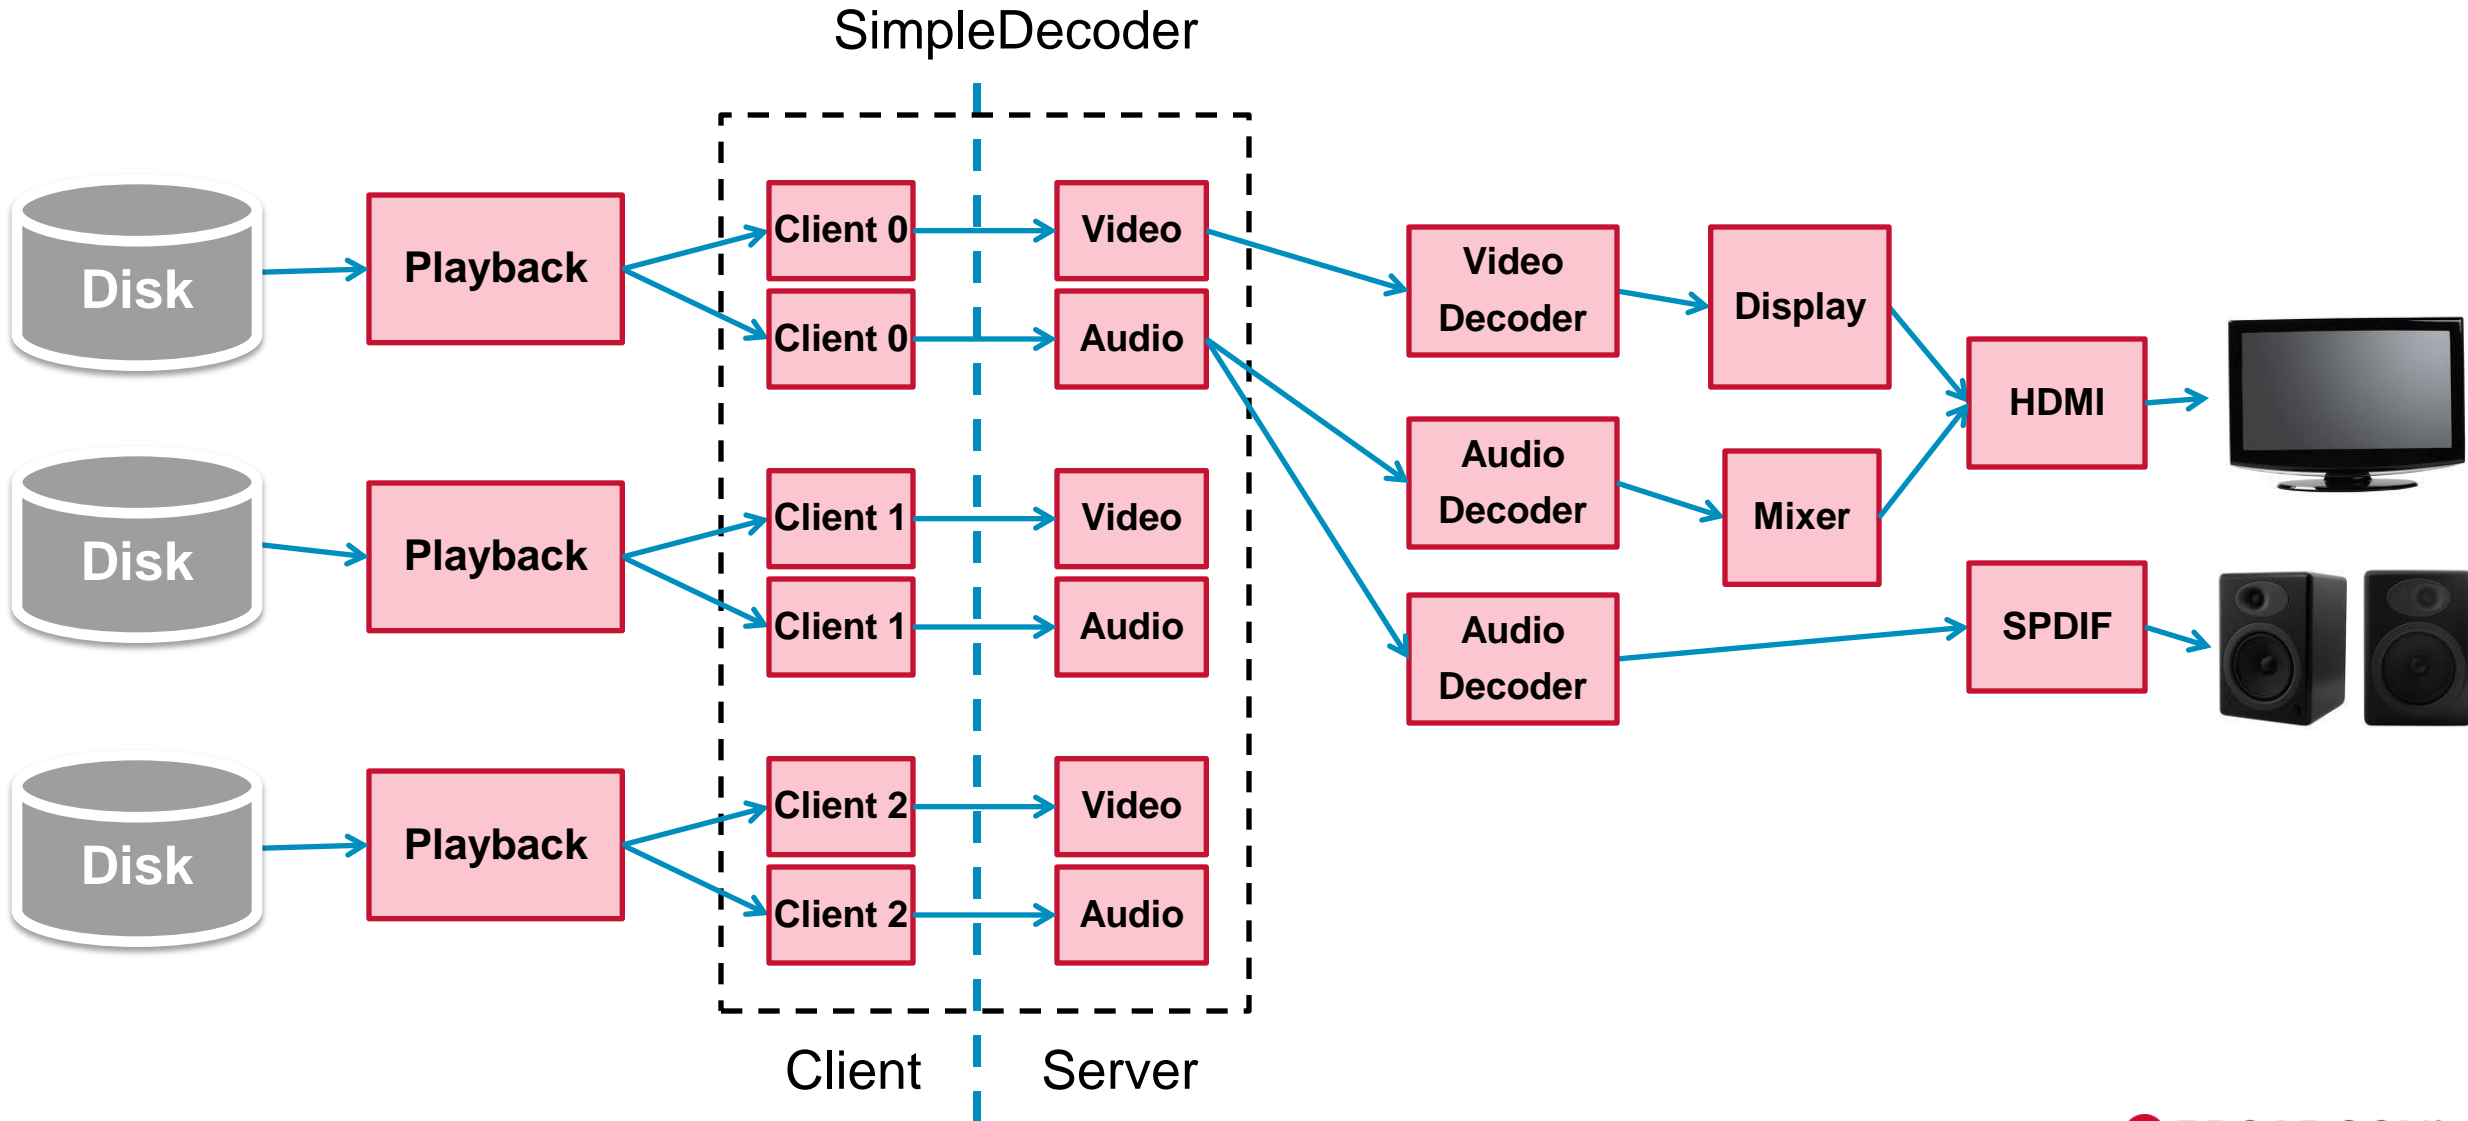 SimpleDecoder
Disk
Playback
Client 0
Video
Client 0
Audio
Disk
Playback
Client 1
Video
Client 1
Audio
Disk
Playback
Client 2
Video
Client 2
Audio
Video
Decoder
Display
Audio
Decoder
Mixer
HDMI
Audio
Decoder
SPDIF
Client
Server